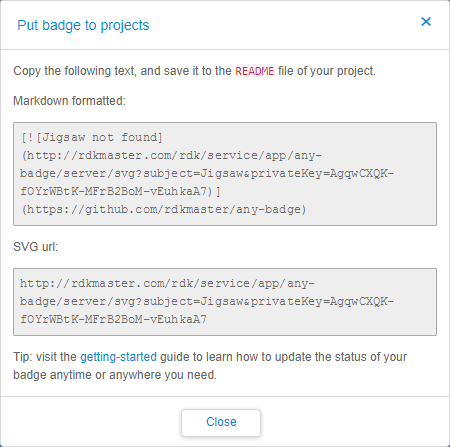 Put badge to projects
×
Copy the following text, and save it to the README file of your project.
Markdown formatted:
[![Jigsaw not found]
(http://rdkmaster.com/rdk/service/app/any-
badge/server/svg?subject=Jigsaw&privateKey=AgqwCXQK-
fOYrWBtK-MFrB2BoM-vEuhkaA7)]
(https://github.com/rdkmaster/any-badge)
SVG url:
http://rdkmaster.com/rdk/service/app/any-
badge/server/svg?subject=Jigsaw&privateKey=AgqwCXQK-
fOYrWBtK-MFrB2BoM-vEuhkaA7
Tip: visit the getting-started guide to learn how to update the status of your
badge anytime or anywhere you need.
Close